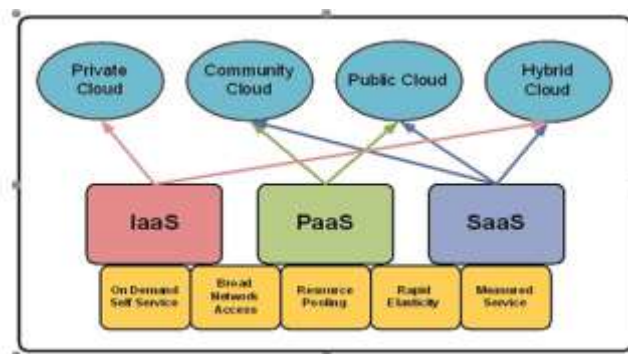 Private
Cloud
Community
Cloud
Public Cloud
Hybrid
Cloud
IaaS
PaaS
SaaS
On Demand
Self Service
Broad
Network
Access
Resource
Pooling
Rapid
Elasticity
Measured
Service